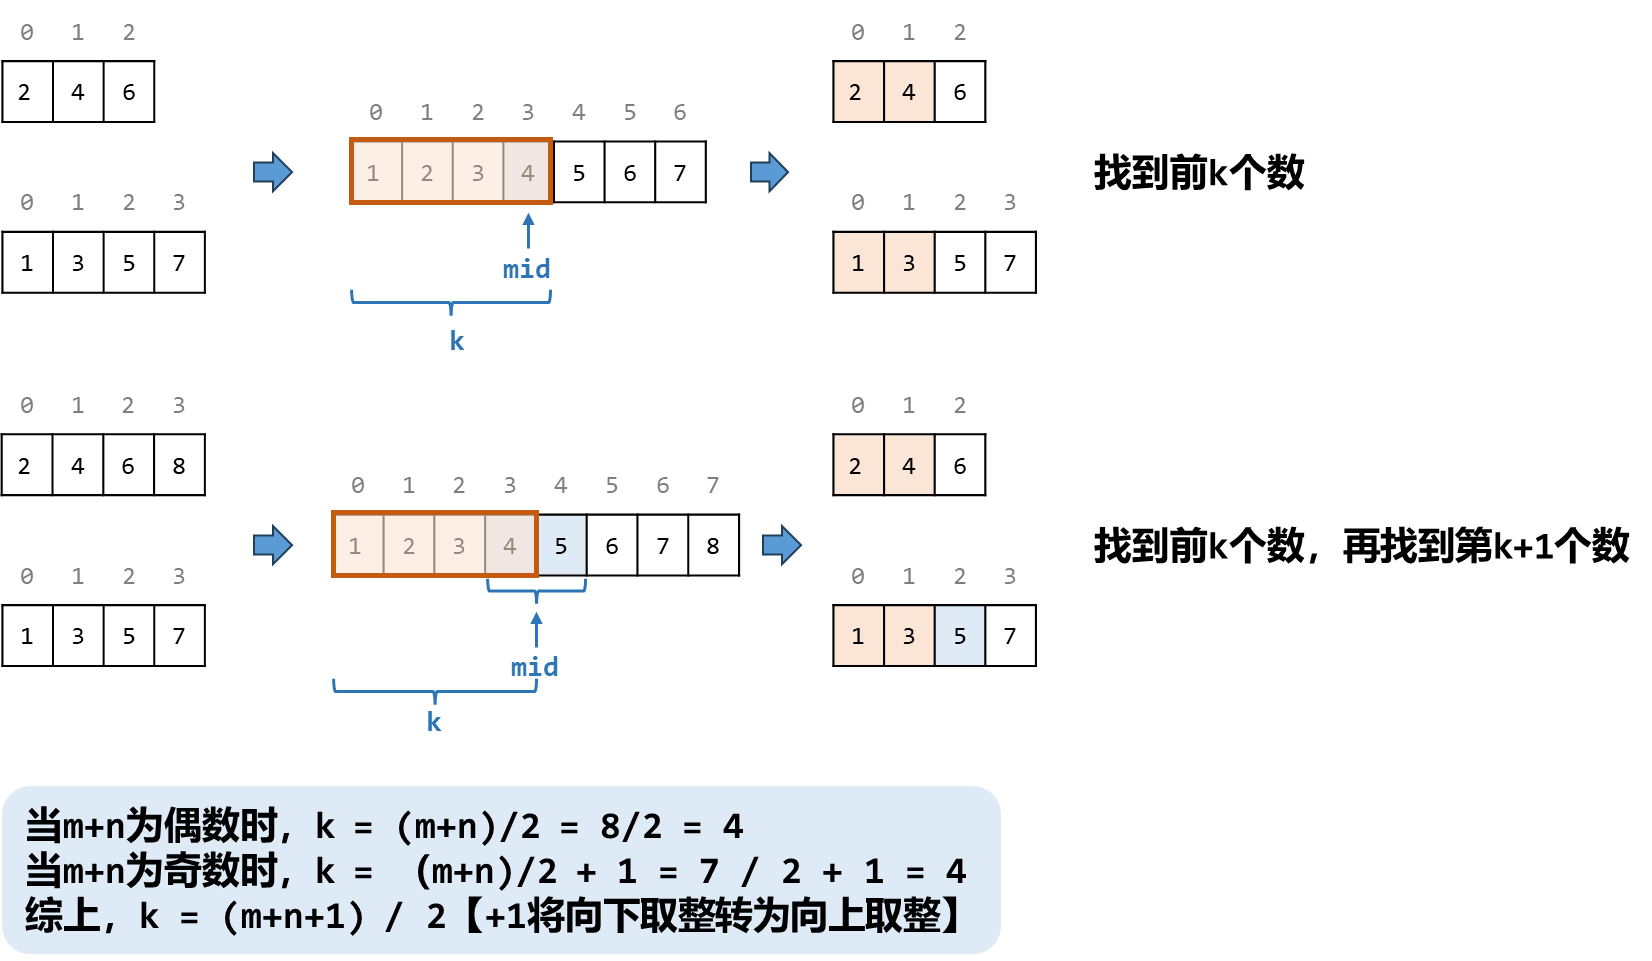 0 1 2
2 4 6
0 1 2 3
1 3 5 7
0 1 2 3 4 5 6
1 2 3 4 5 6 7
mid
k
0 1 2
2 4 6
0 1 2 3
1 3 5 7
找到前k个数
0 1 2 3
2 4 6 8
0 1 2 3
1 3 5 7
0 1 2 3 4 5 6 7
1 2 3 4 5 6 7 8
mid
k
0 1 2
2 4 6
0 1 2 3
1 3 5 7
找到前k个数，再找到第k+1个数
当m+n为偶数时，k = (m+n)/2 = 8/2 = 4
当m+n为奇数时，k = (m+n)/2 + 1 = 7 / 2 + 1 = 4
综上，k = (m+n+1) / 2【+1将向下取整转为向上取整】